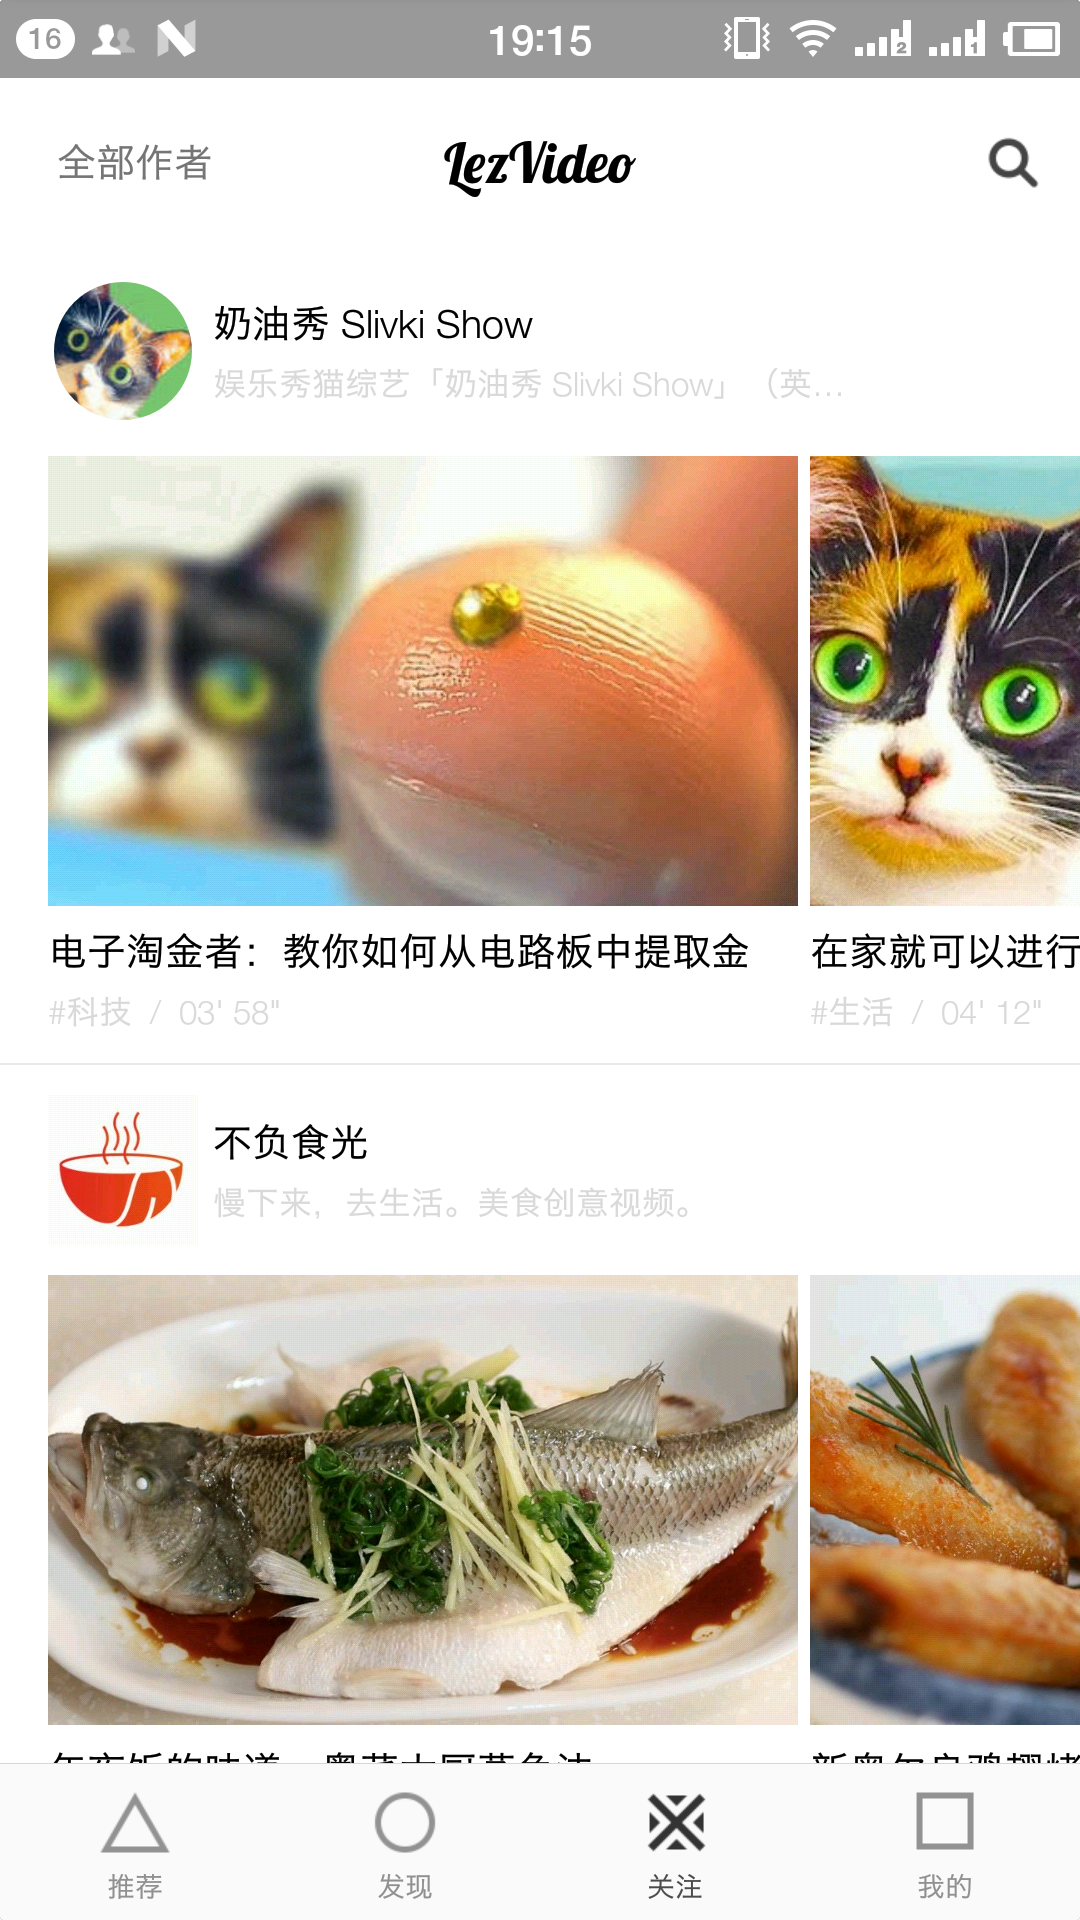 16
19:15
2
1
全部作者
LezVideo
奶油秀 Slivki Show
娱乐秀猫综艺「奶油秀 Slivki Show」（英...
电子淘金者：教你如何从电路板中提取金
在家就可以进行
#科技 / 03' 58"
#生活 / 04' 12"
不负食光
慢下来，去生活。美食创意视频。
推荐
发现
关注
我的